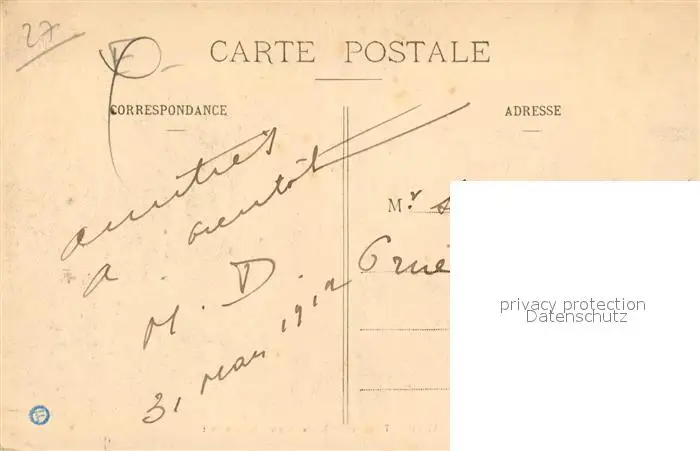 27
CARTE POSTALE
CORRESPONDANCE
ADRESSE
amitiés
a bientôt
M. D.
31 Mars 1912
Mr
6 rue
privacy protection
Datenschutz